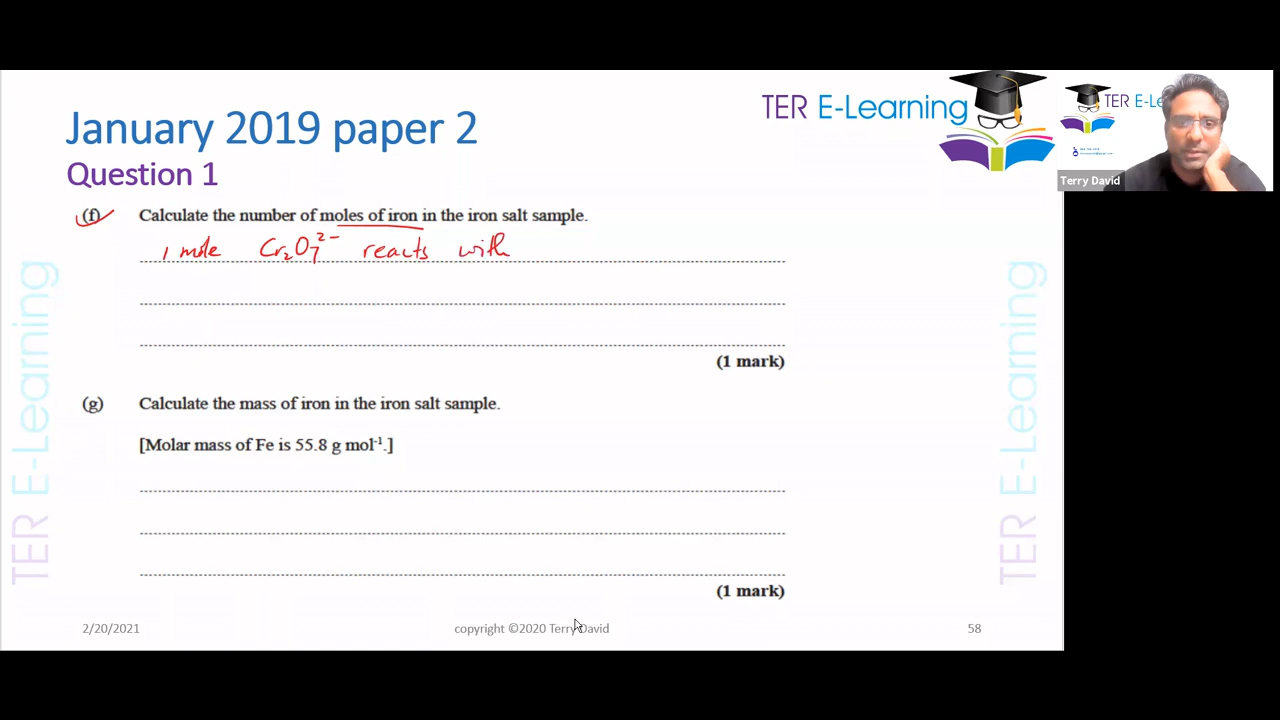 January 2019 paper 2
TER E-Learning
TER E-Le
Terry David
Question 1
(f) Calculate the number of moles of iron in the iron salt sample.
1 mole Cr₂O₇²⁻ reacts with
(1 mark)
(g) Calculate the mass of iron in the iron salt sample.
[Molar mass of Fe is 55.8 g mol⁻¹.]
(1 mark)
TER E-Learning
TER E-Learning
2/20/2021
copyright ©2020 Terry David
58